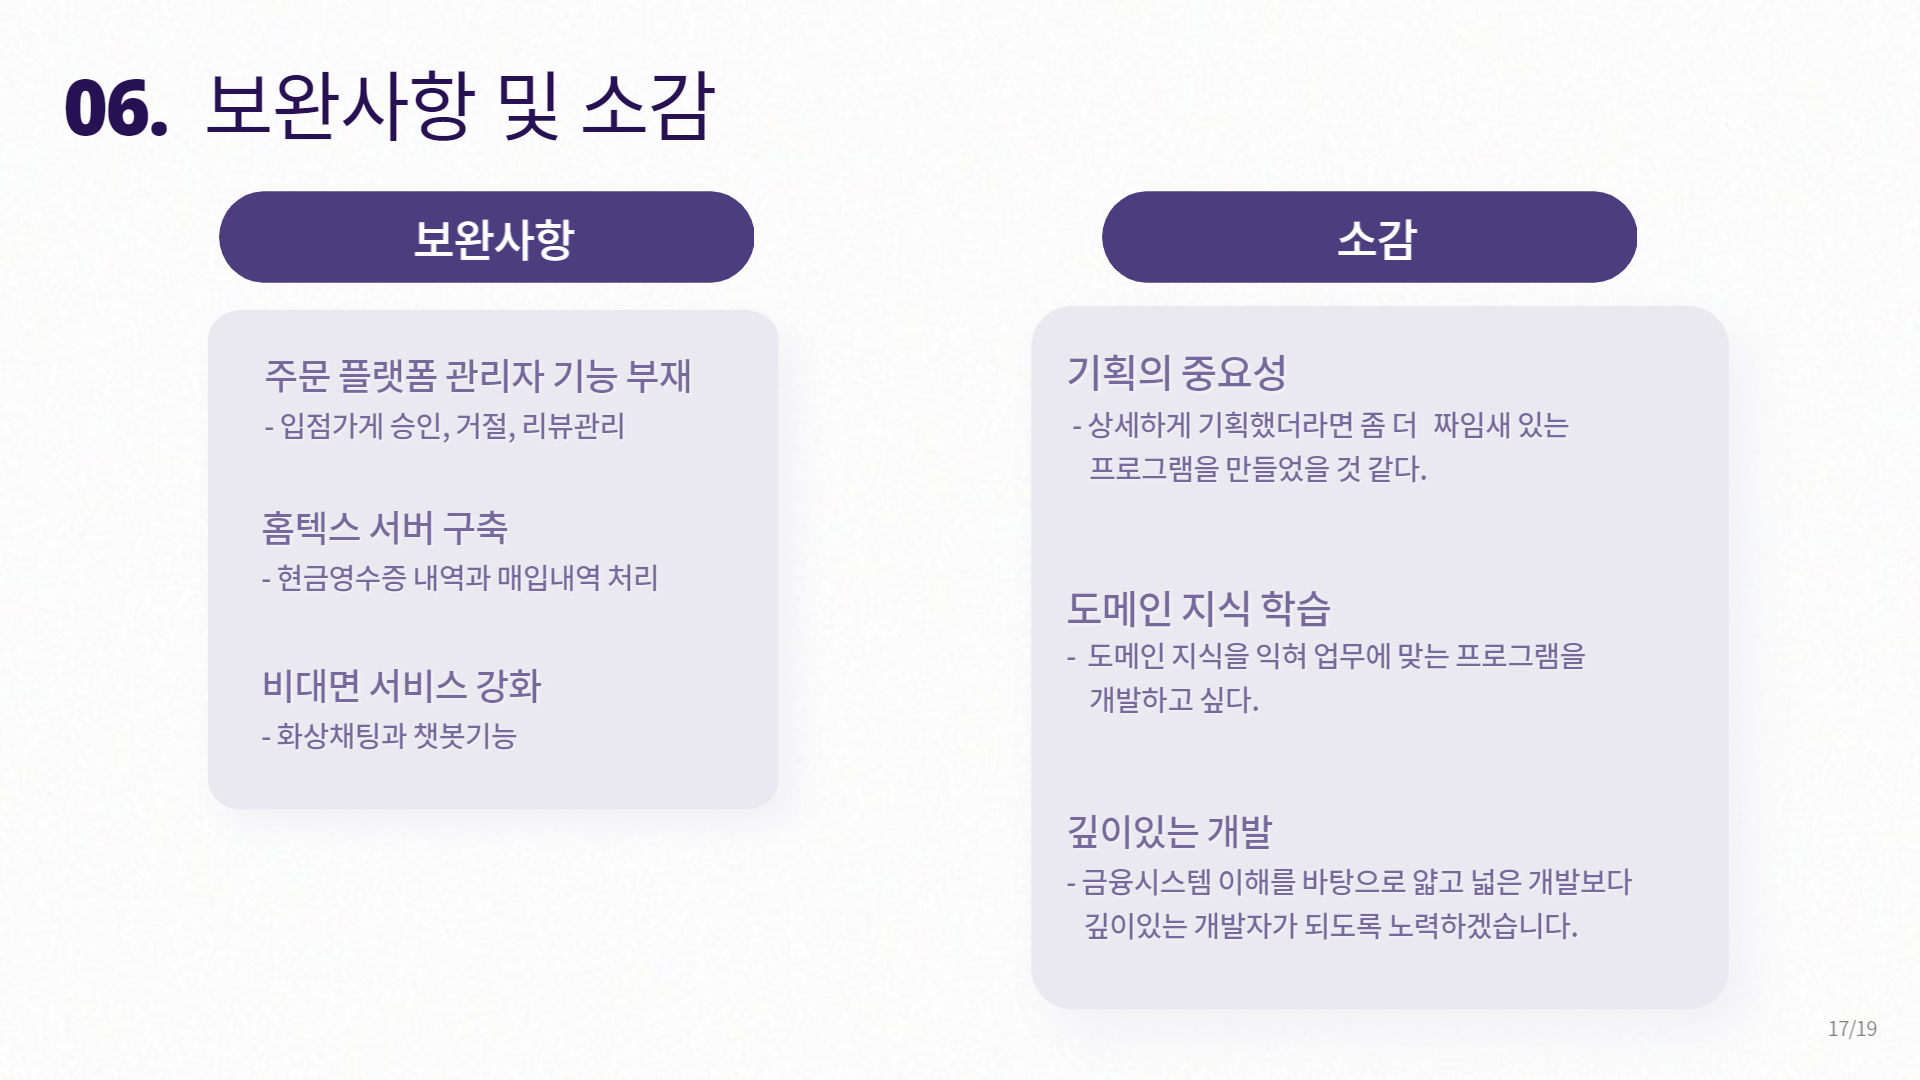 06. 보완사항 및 소감
보완사항
주문 플랫폼 관리자 기능 부재
- 입점가게 승인, 거절, 리뷰관리
홈텍스 서버 구축
- 현금영수증 내역과 매입내역 처리
비대면 서비스 강화
- 화상채팅과 챗봇기능
소감
기획의 중요성
- 상세하게 기획했더라면 좀 더 짜임새 있는
프로그램을 만들었을 것 같다.
도메인 지식 학습
- 도메인 지식을 익혀 업무에 맞는 프로그램을
개발하고 싶다.
깊이있는 개발
- 금융시스템 이해를 바탕으로 얇고 넓은 개발보다
깊이있는 개발자가 되도록 노력하겠습니다.
17/19